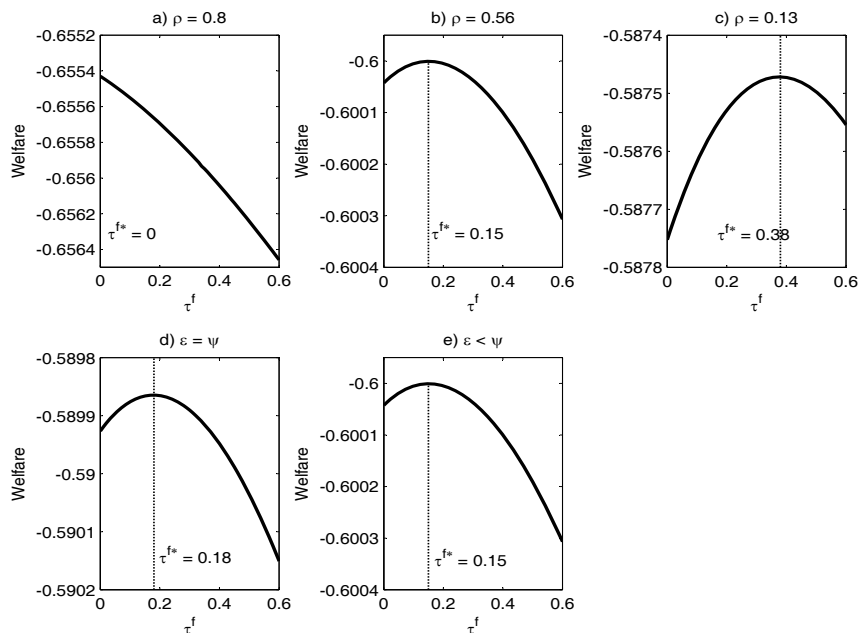 a) ρ = 0.8
-0.6552
-0.6554
-0.6556
-0.6558
-0.656
-0.6562
-0.6564
Welfare
τf* = 0
0 0.2 0.4 0.6
τf
b) ρ = 0.56
-0.6
-0.6001
-0.6002
-0.6003
-0.6004
Welfare
τf* = 0.15
0 0.2 0.4 0.6
τf
c) ρ = 0.13
-0.5874
-0.5875
-0.5876
-0.5877
-0.5878
Welfare
τf* = 0.38
0 0.2 0.4 0.6
τf
d) ε = ψ
-0.5898
-0.5899
-0.59
-0.5901
-0.5902
Welfare
τf* = 0.18
0 0.2 0.4 0.6
τf
e) ε < ψ
-0.6
-0.6001
-0.6002
-0.6003
-0.6004
Welfare
τf* = 0.15
0 0.2 0.4 0.6
τf